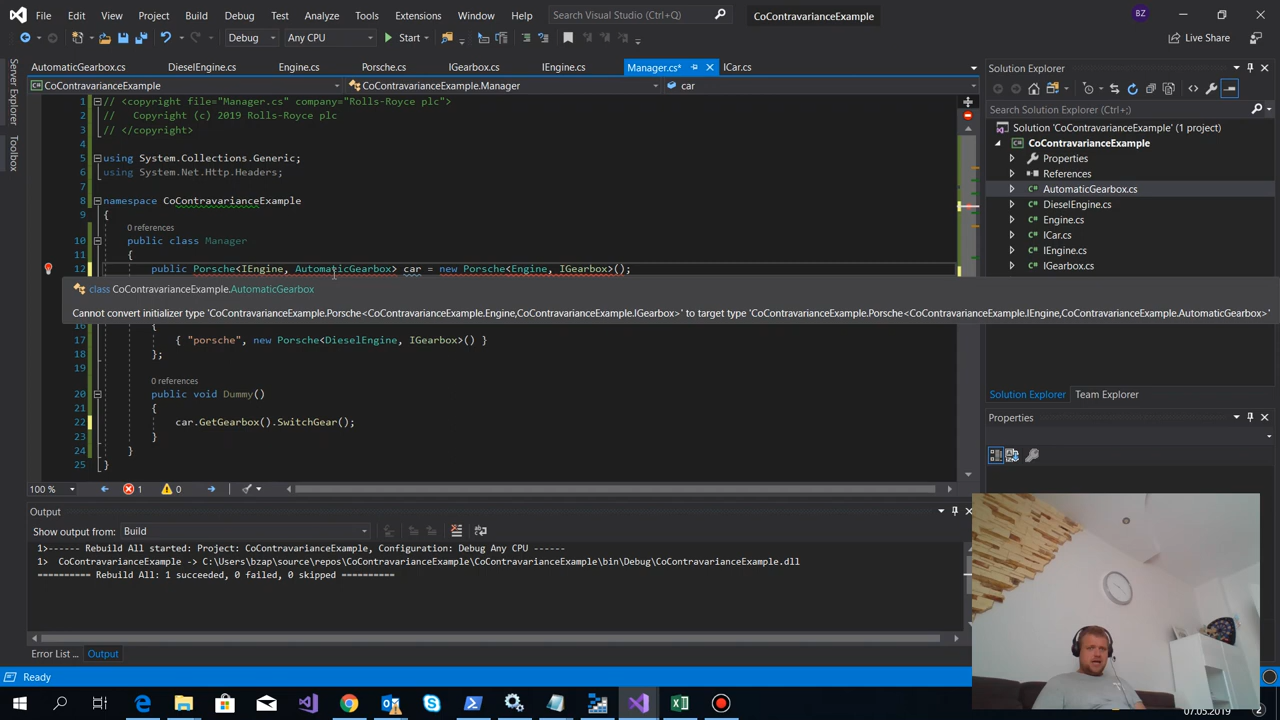 File Edit View Project Build Debug Test Analyze Tools Extensions Window Help Search Visual Studio CoContravarianceExample BZ
Debug Any CPU Start Live Share
AutomaticGearbox.cs DieselEngine.cs Engine.cs Porsche.cs IGearbox.cs IEngine.cs Manager.cs* ICar.cs
CoContravarianceExample CoContravarianceExample.Manager car
Server Explorer
Toolbox
1 // <copyright file="Manager.cs" company="Rolls-Royce plc">
2 // Copyright (c) 2019 Rolls-Royce plc
3 // </copyright>
4
5 using System.Collections.Generic;
6 using System.Net.Http.Headers;
7
8 namespace CoContravarianceExample
9 {
0 references
10 public class Manager
11 {
12 public Porsche<IEngine, AutomaticGearbox> car = new Porsche<Engine, IGearbox>();
class CoContravarianceExample.AutomaticGearbox
Cannot convert initializer type 'CoContravarianceExample.Porsche<CoContravarianceExample.Engine,CoContravarianceExample.IGearbox>' to target type 'CoContravarianceExample.Porsche<CoContravarianceExample.IEngine,CoContravarianceExample.AutomaticGearbox>'
16 {
17 { "porsche", new Porsche<DieselEngine, IGearbox>() }
18 };
19
0 references
20 public void Dummy()
21 {
22 car.GetGearbox().SwitchGear();
23 }
24 }
25 }
100 % 1 0
Output
Show output from: Build
1>------ Rebuild All started: Project: CoContravarianceExample, Configuration: Debug Any CPU ------
1> CoContravarianceExample -> C:\Users\bzap\source\repos\CoContravarianceExample\CoContravarianceExample\bin\Debug\CoContravarianceExample.dll
========== Rebuild All: 1 succeeded, 0 failed, 0 skipped ==========
Error List ... Output
Ready
Solution Explorer
Search Solution Explorer (Ctrl+;)
Solution 'CoContravarianceExample' (1 project)
CoContravarianceExample
Properties
References
AutomaticGearbox.cs
DieselEngine.cs
Engine.cs
ICar.cs
IEngine.cs
IGearbox.cs
Solution Explorer Team Explorer
Properties
07.05.2019
2